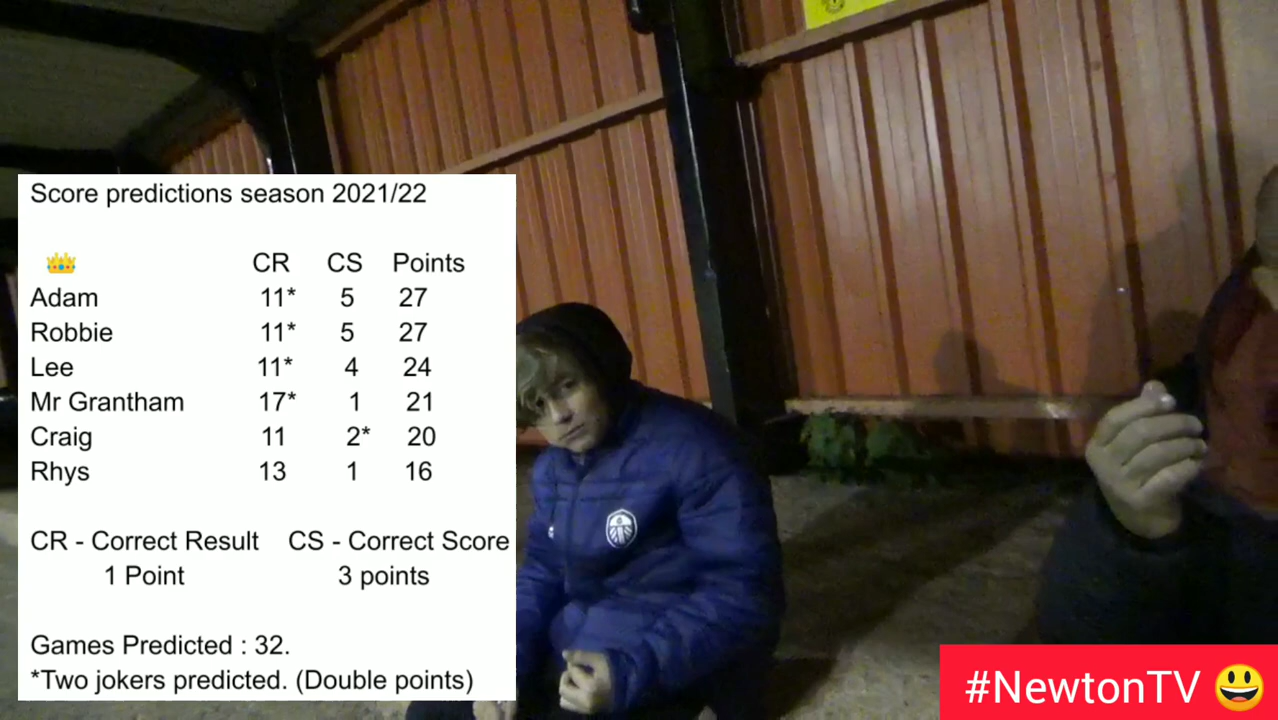 Score predictions season 2021/22
👑 CR CS Points
Adam 11* 5 27
Robbie 11* 5 27
Lee 11* 4 24
Mr Grantham 17* 1 21
Craig 11 2* 20
Rhys 13 1 16
CR - Correct Result CS - Correct Score
1 Point 3 points
Games Predicted : 32.
*Two jokers predicted. (Double points)
#NewtonTV 😃